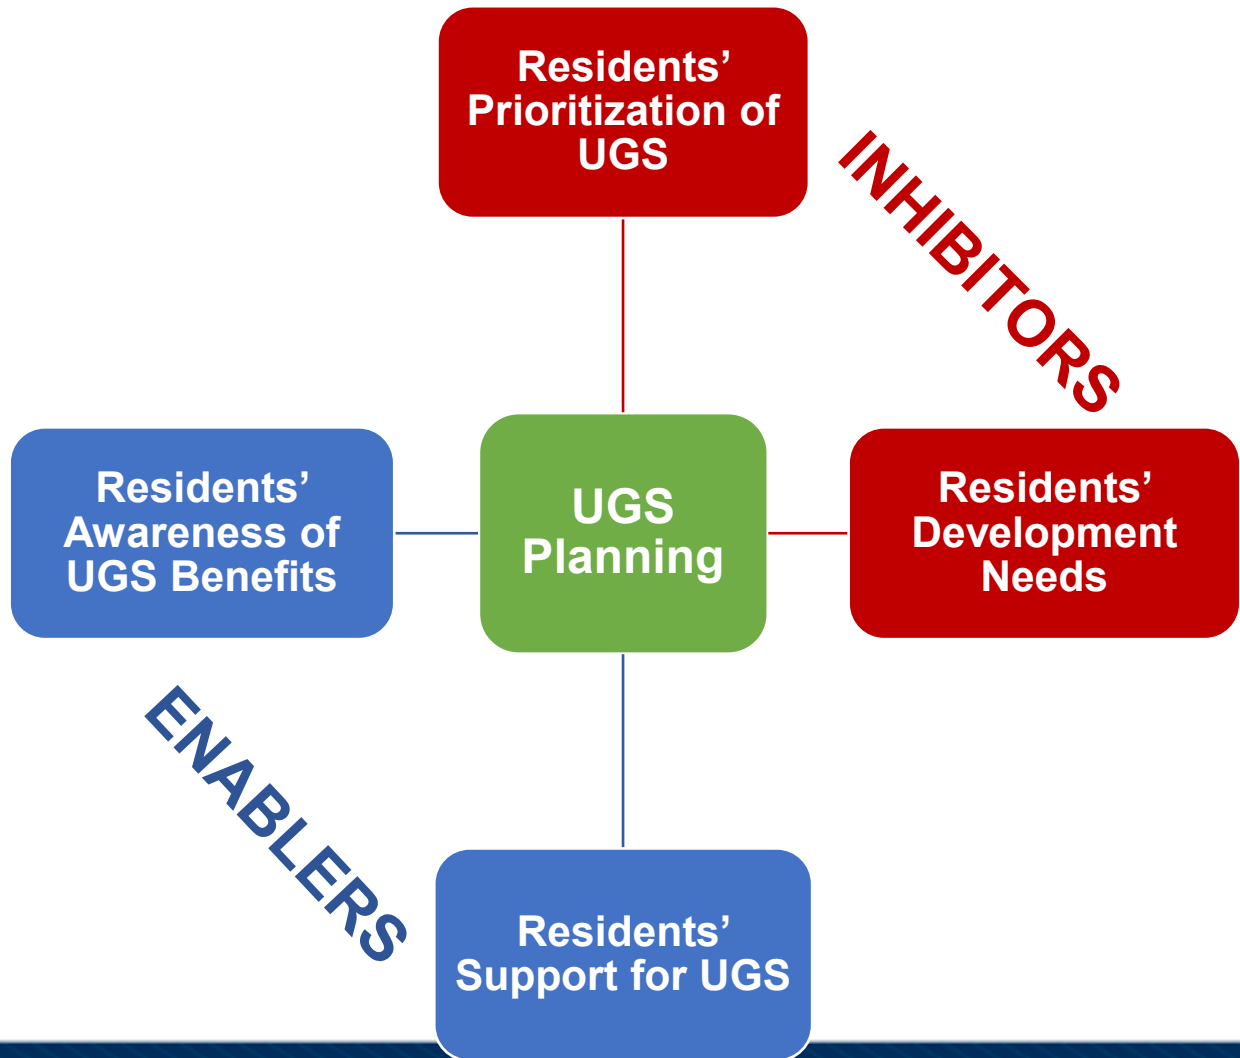 Residents’
Prioritization of
UGS
INHIBITORS
Residents’
Awareness of
UGS Benefits
UGS
Planning
Residents’
Development
Needs
ENABLERS
Residents’
Support for UGS